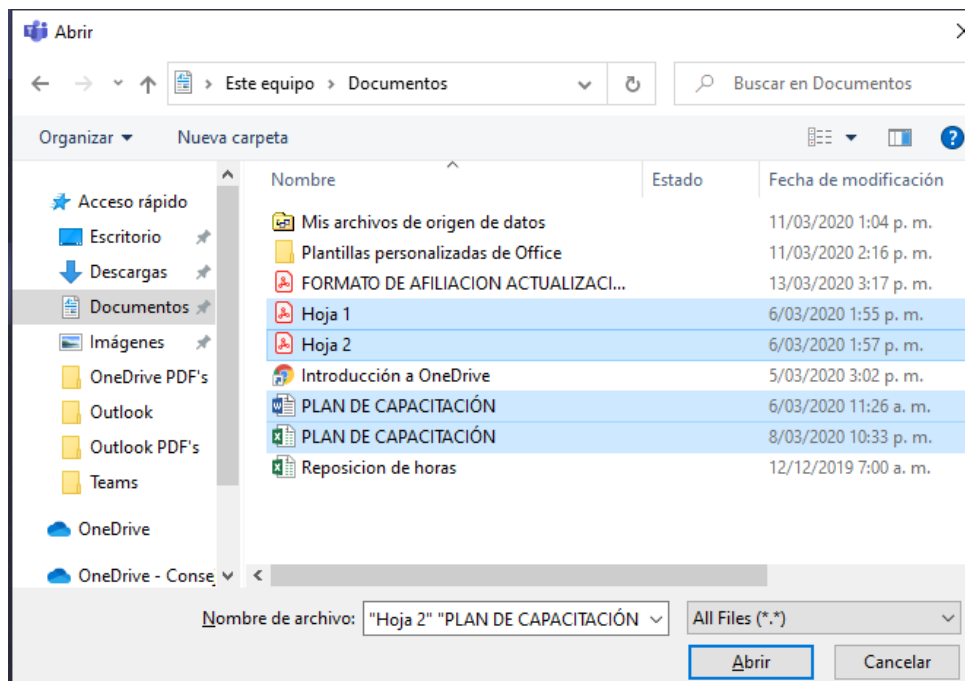 Abrir
Este equipo > Documentos
Buscar en Documentos
Organizar
Nueva carpeta
Nombre
Estado
Fecha de modificación
Acceso rápido
Escritorio
Descargas
Documentos
Imágenes
OneDrive PDF's
Outlook
Outlook PDF's
Teams
OneDrive
OneDrive - Conse
Mis archivos de origen de datos 11/03/2020 1:04 p. m.
Plantillas personalizadas de Office 11/03/2020 2:16 p. m.
FORMATO DE AFILIACION ACTUALIZACI... 13/03/2020 3:17 p. m.
Hoja 1 6/03/2020 1:55 p. m.
Hoja 2 6/03/2020 1:57 p. m.
Introducción a OneDrive 5/03/2020 3:02 p. m.
PLAN DE CAPACITACIÓN 6/03/2020 11:26 a. m.
PLAN DE CAPACITACIÓN 8/03/2020 10:33 p. m.
Reposicion de horas 12/12/2019 7:00 a. m.
Nombre de archivo: "Hoja 2" "PLAN DE CAPACITACIÓN
All Files (*.*)
Abrir
Cancelar